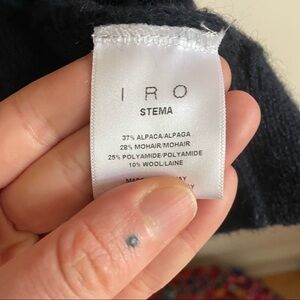 IRO
STEMA
37% ALPACA/ALPAGA
28% MOHAIR/MOHAIR
25% POLYAMIDE/POLYAMIDE
10% WOOL/LAINE